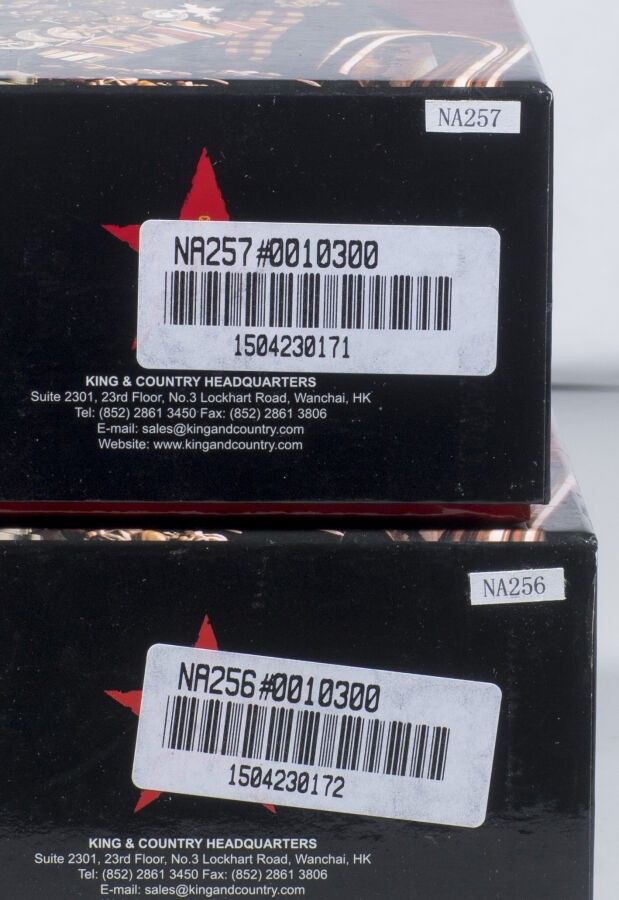 NA257
NA257#0010300
1504230171
KING & COUNTRY HEADQUARTERS
Suite 2301, 23rd Floor, No.3 Lockhart Road, Wanchai, HK
Tel: (852) 2861 3450 Fax: (852) 2861 3806
E-mail: sales@kingandcountry.com
Website: www.kingandcountry.com
NA256
NA256#0010300
1504230172
KING & COUNTRY HEADQUARTERS
Suite 2301, 23rd Floor, No.3 Lockhart Road, Wanchai, HK
Tel: (852) 2861 3450 Fax: (852) 2861 3806
E-mail: sales@kingandcountry.com